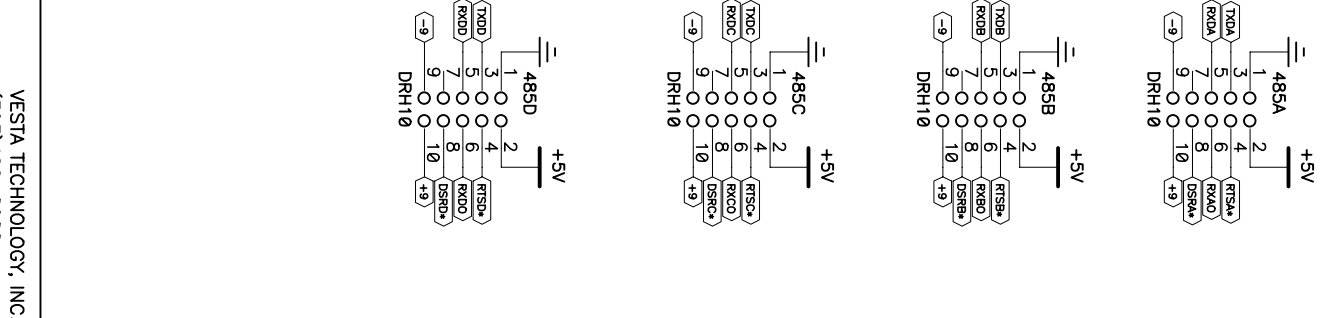 +5V
485A
1 2
TXDA 3 4 RTSA*
RXDA 5 6 RXAO
7 8 DSRA*
-9 9 10 +9
DRH10
+5V
485B
1 2
TXDB 3 4 RTSB*
RXDB 5 6 RXBO
7 8 DSRB*
-9 9 10 +9
DRH10
+5V
485C
1 2
TXDC 3 4 RTSC*
RXDC 5 6 RXCO
7 8 DSRC*
-9 9 10 +9
DRH10
+5V
485D
1 2
TXDD 3 4 RTSD*
RXDD 5 6 RXDO
7 8 DSRD*
-9 9 10 +9
DRH10
VESTA TECHNOLOGY, INC.